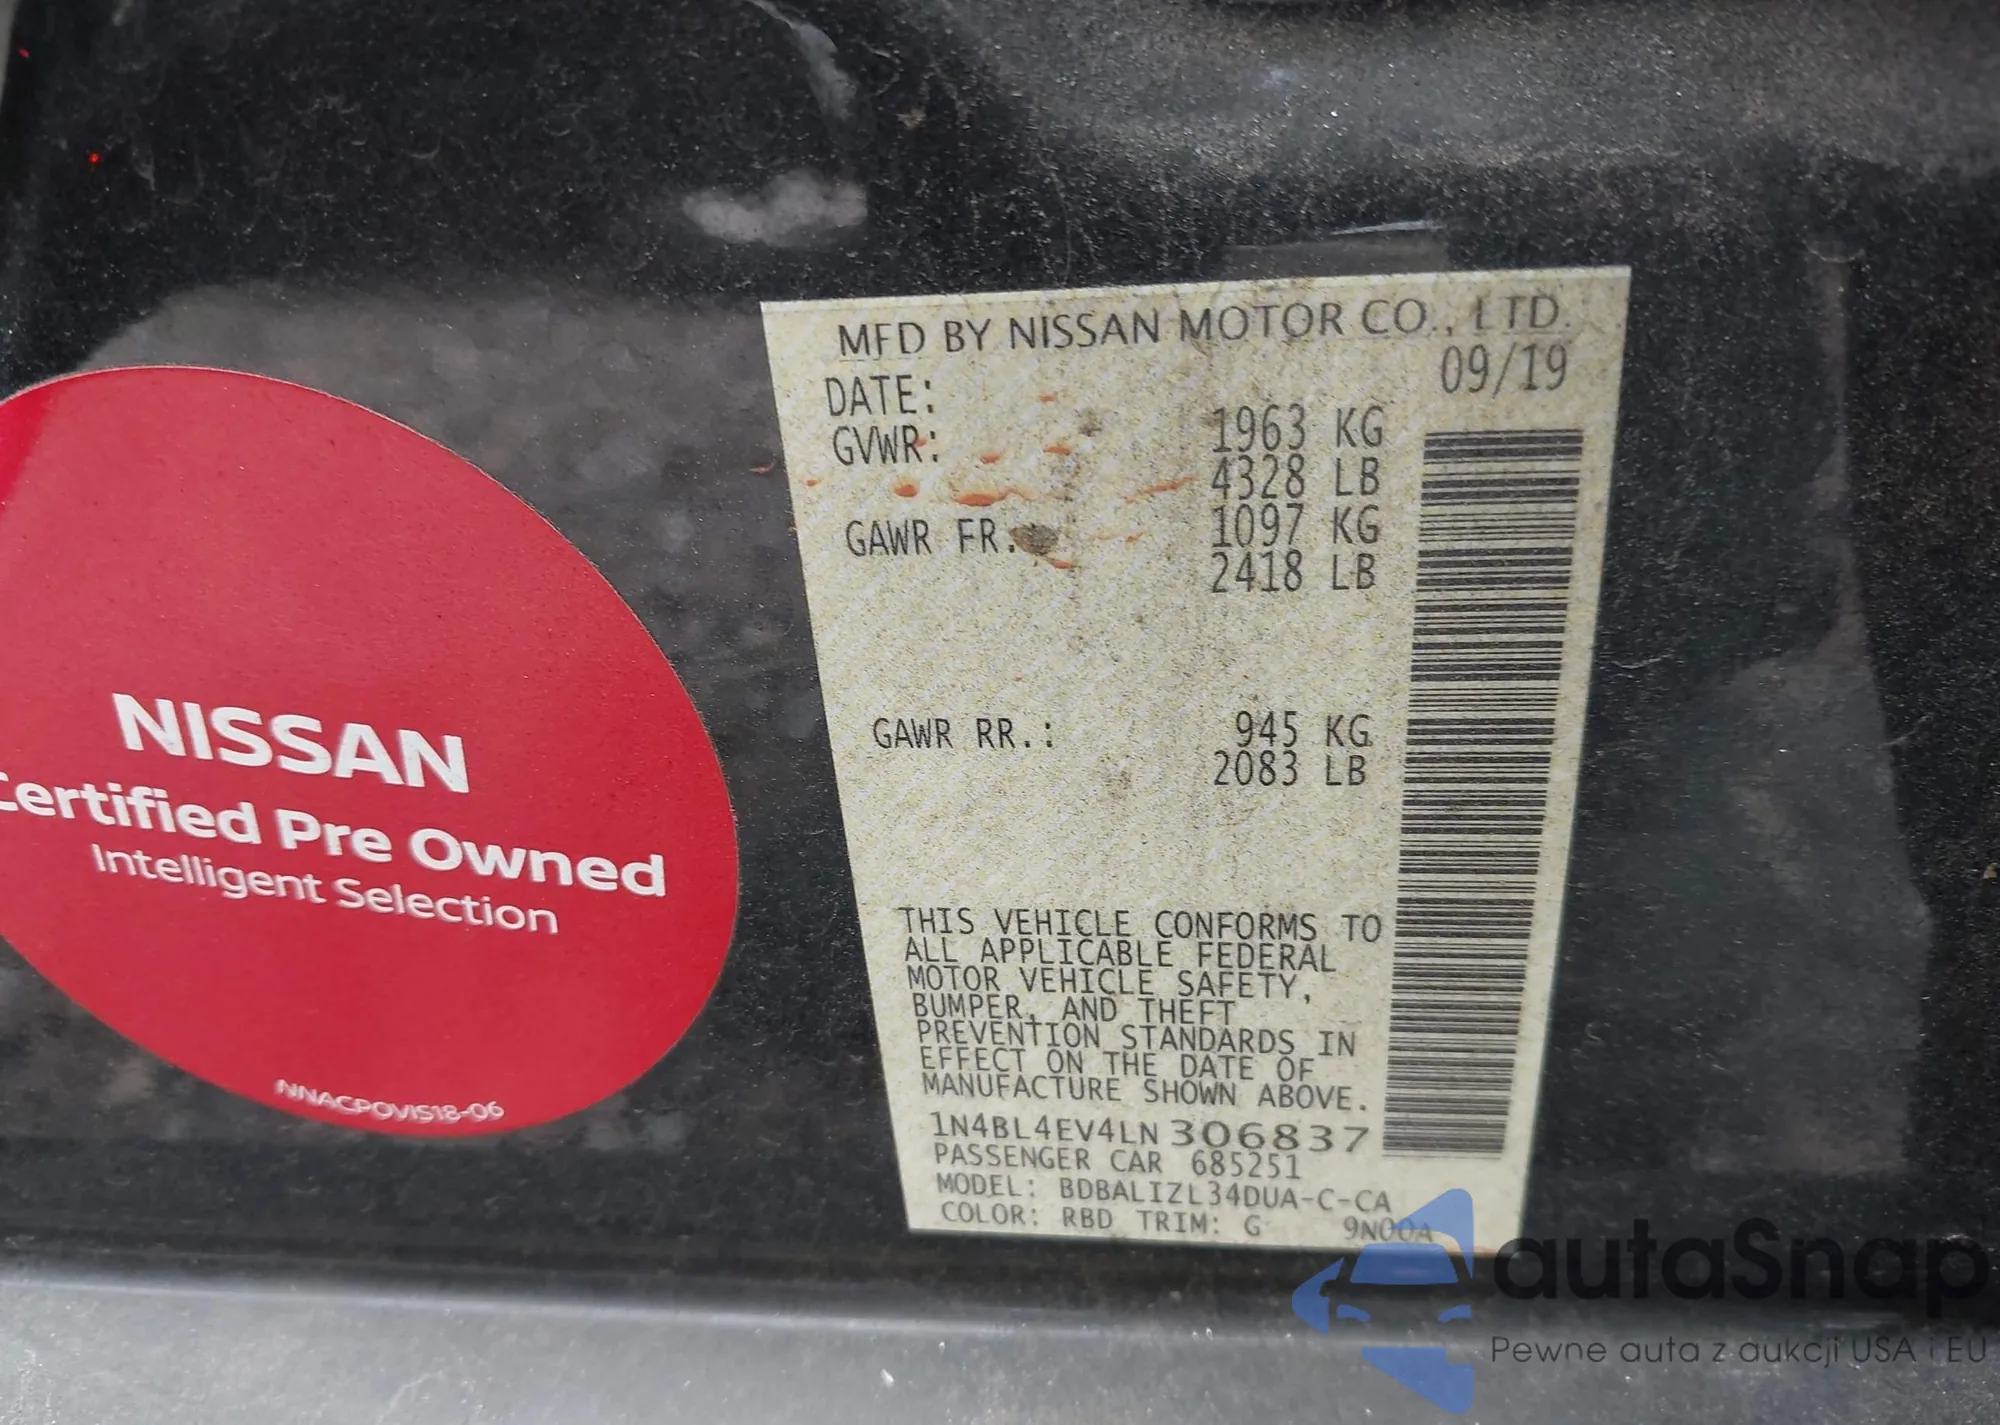 NISSAN
Certified Pre Owned
Intelligent Selection
NNACPOVIS18-06
MFD BY NISSAN MOTOR CO., LTD.
DATE: 09/19
GVWR: 1963 KG
4328 LB
GAWR FR.: 1097 KG
2418 LB
GAWR RR.: 945 KG
2083 LB
THIS VEHICLE CONFORMS TO
ALL APPLICABLE FEDERAL
MOTOR VEHICLE SAFETY,
BUMPER, AND THEFT
PREVENTION STANDARDS IN
EFFECT ON THE DATE OF
MANUFACTURE SHOWN ABOVE.
1N4BL4EV4LN306837
PASSENGER CAR 685251
MODEL: BDBALIZL34DUA-C-CA
COLOR: RBD TRIM: G 9N00A
autaSnap
Pewne auta z aukcji USA i EU